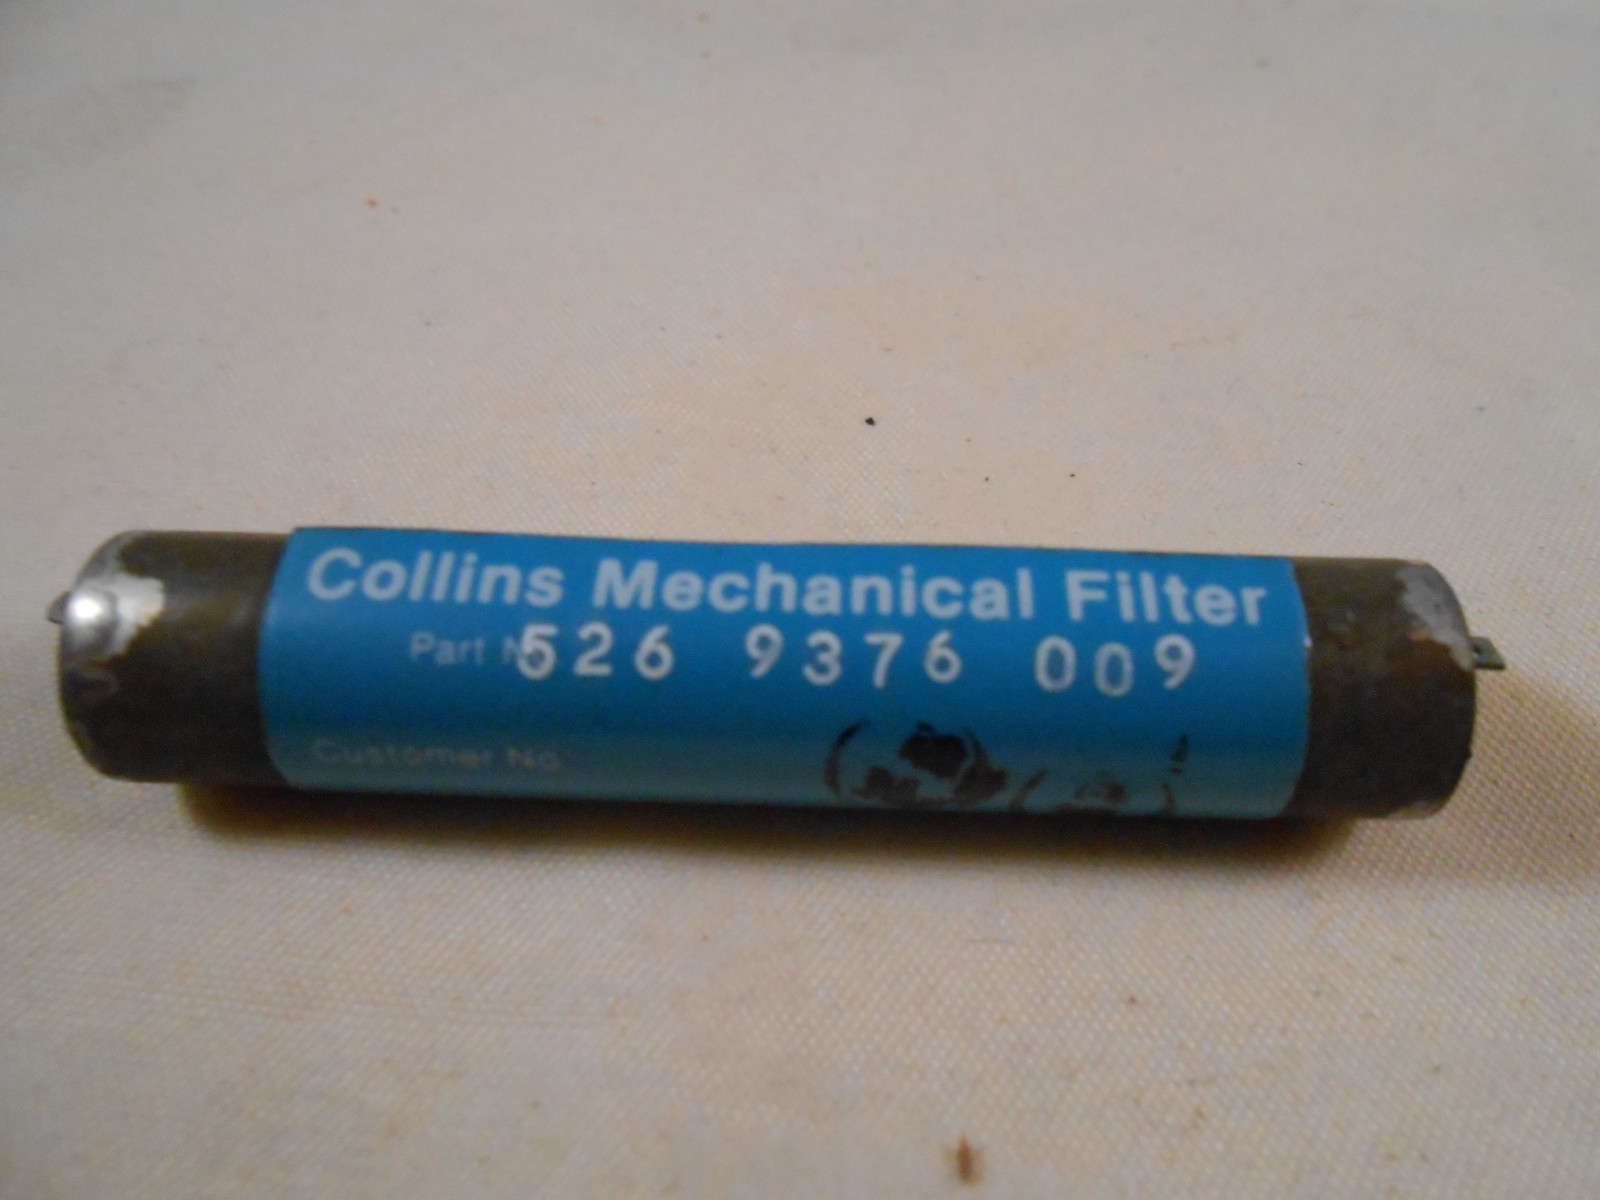 Collins Mechanical Filter
Part No 526 9376 009
Customer No.